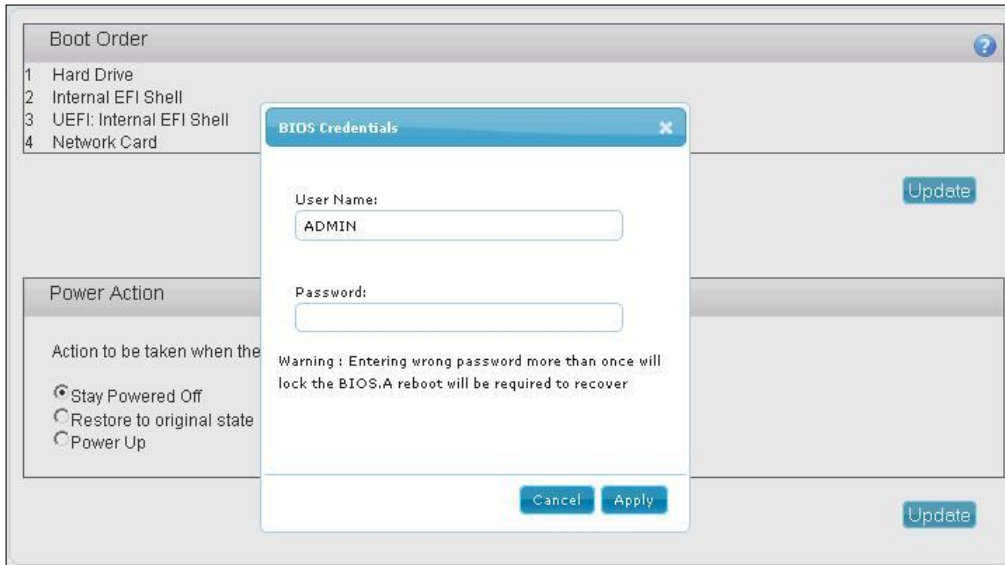 Boot Order
?
1 Hard Drive
2 Internal EFI Shell
3 UEFI: Internal EFI Shell
4 Network Card
Update
BIOS Credentials
User Name:
ADMIN
Password:
Warning : Entering wrong password more than once will
lock the BIOS.A reboot will be required to recover
Cancel Apply
Power Action
Action to be taken when the
Stay Powered Off
Restore to original state
Power Up
Update